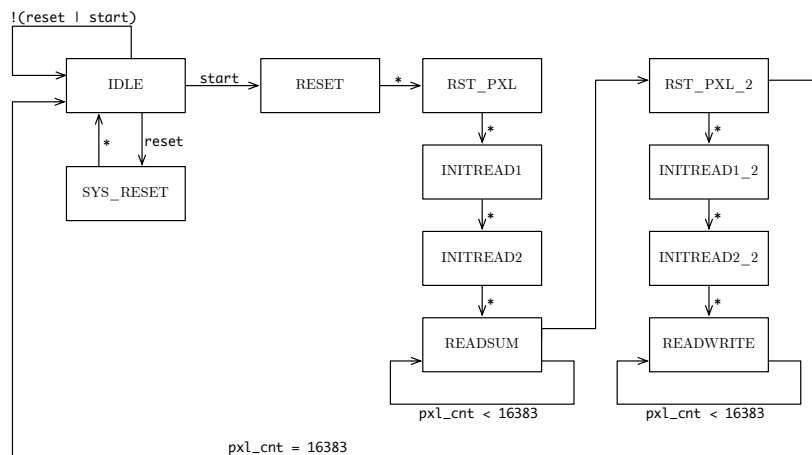 !(reset | start)
IDLE
start
RESET
*
RST_PXL
RST_PXL_2
*
reset
*
*
SYS_RESET
INITREAD1
INITREAD1_2
*
*
INITREAD2
INITREAD2_2
*
*
READSUM
READWRITE
pxl_cnt < 16383
pxl_cnt < 16383
pxl_cnt = 16383